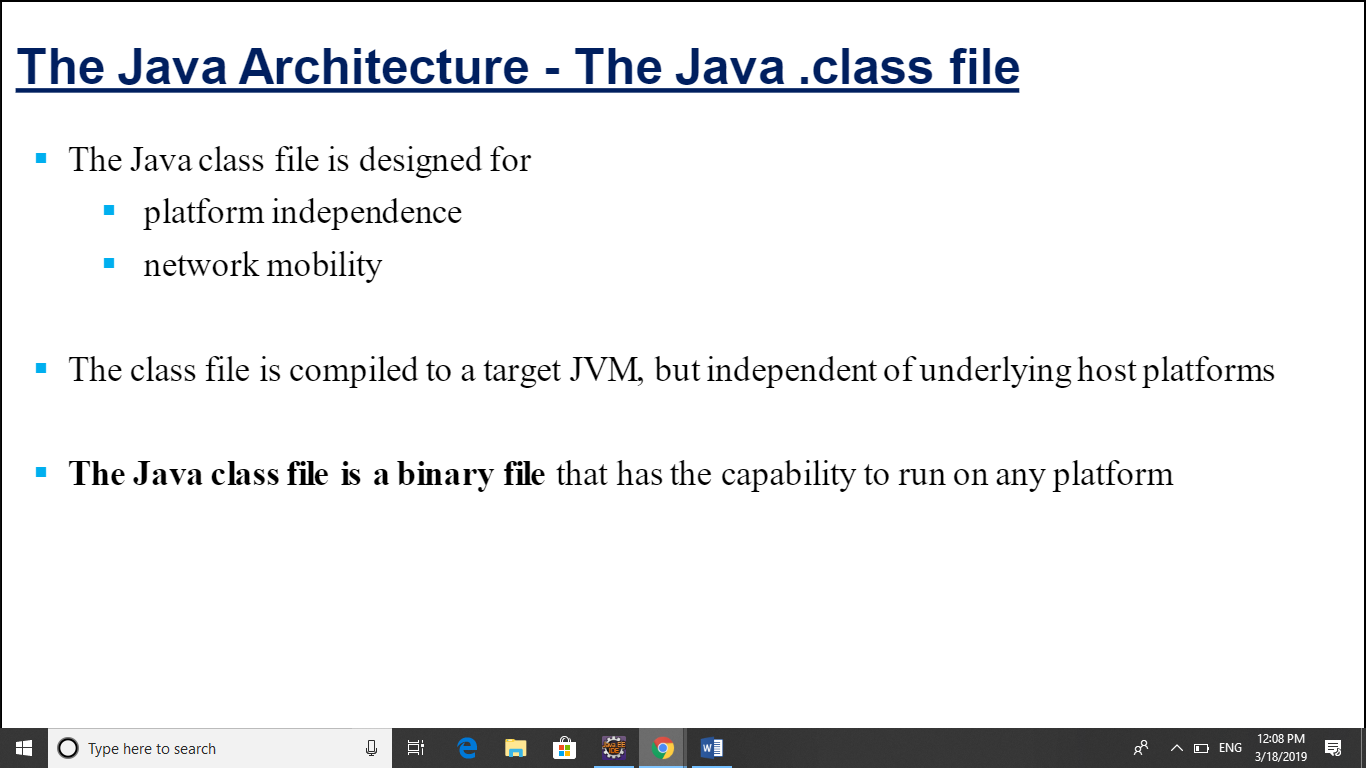 The Java Architecture - The Java .class file
The Java class file is designed for
platform independence
network mobility
The class file is compiled to a target JVM, but independent of underlying host platforms
The Java class file is a binary file that has the capability to run on any platform
Type here to search
ENG
12:08 PM
3/18/2019